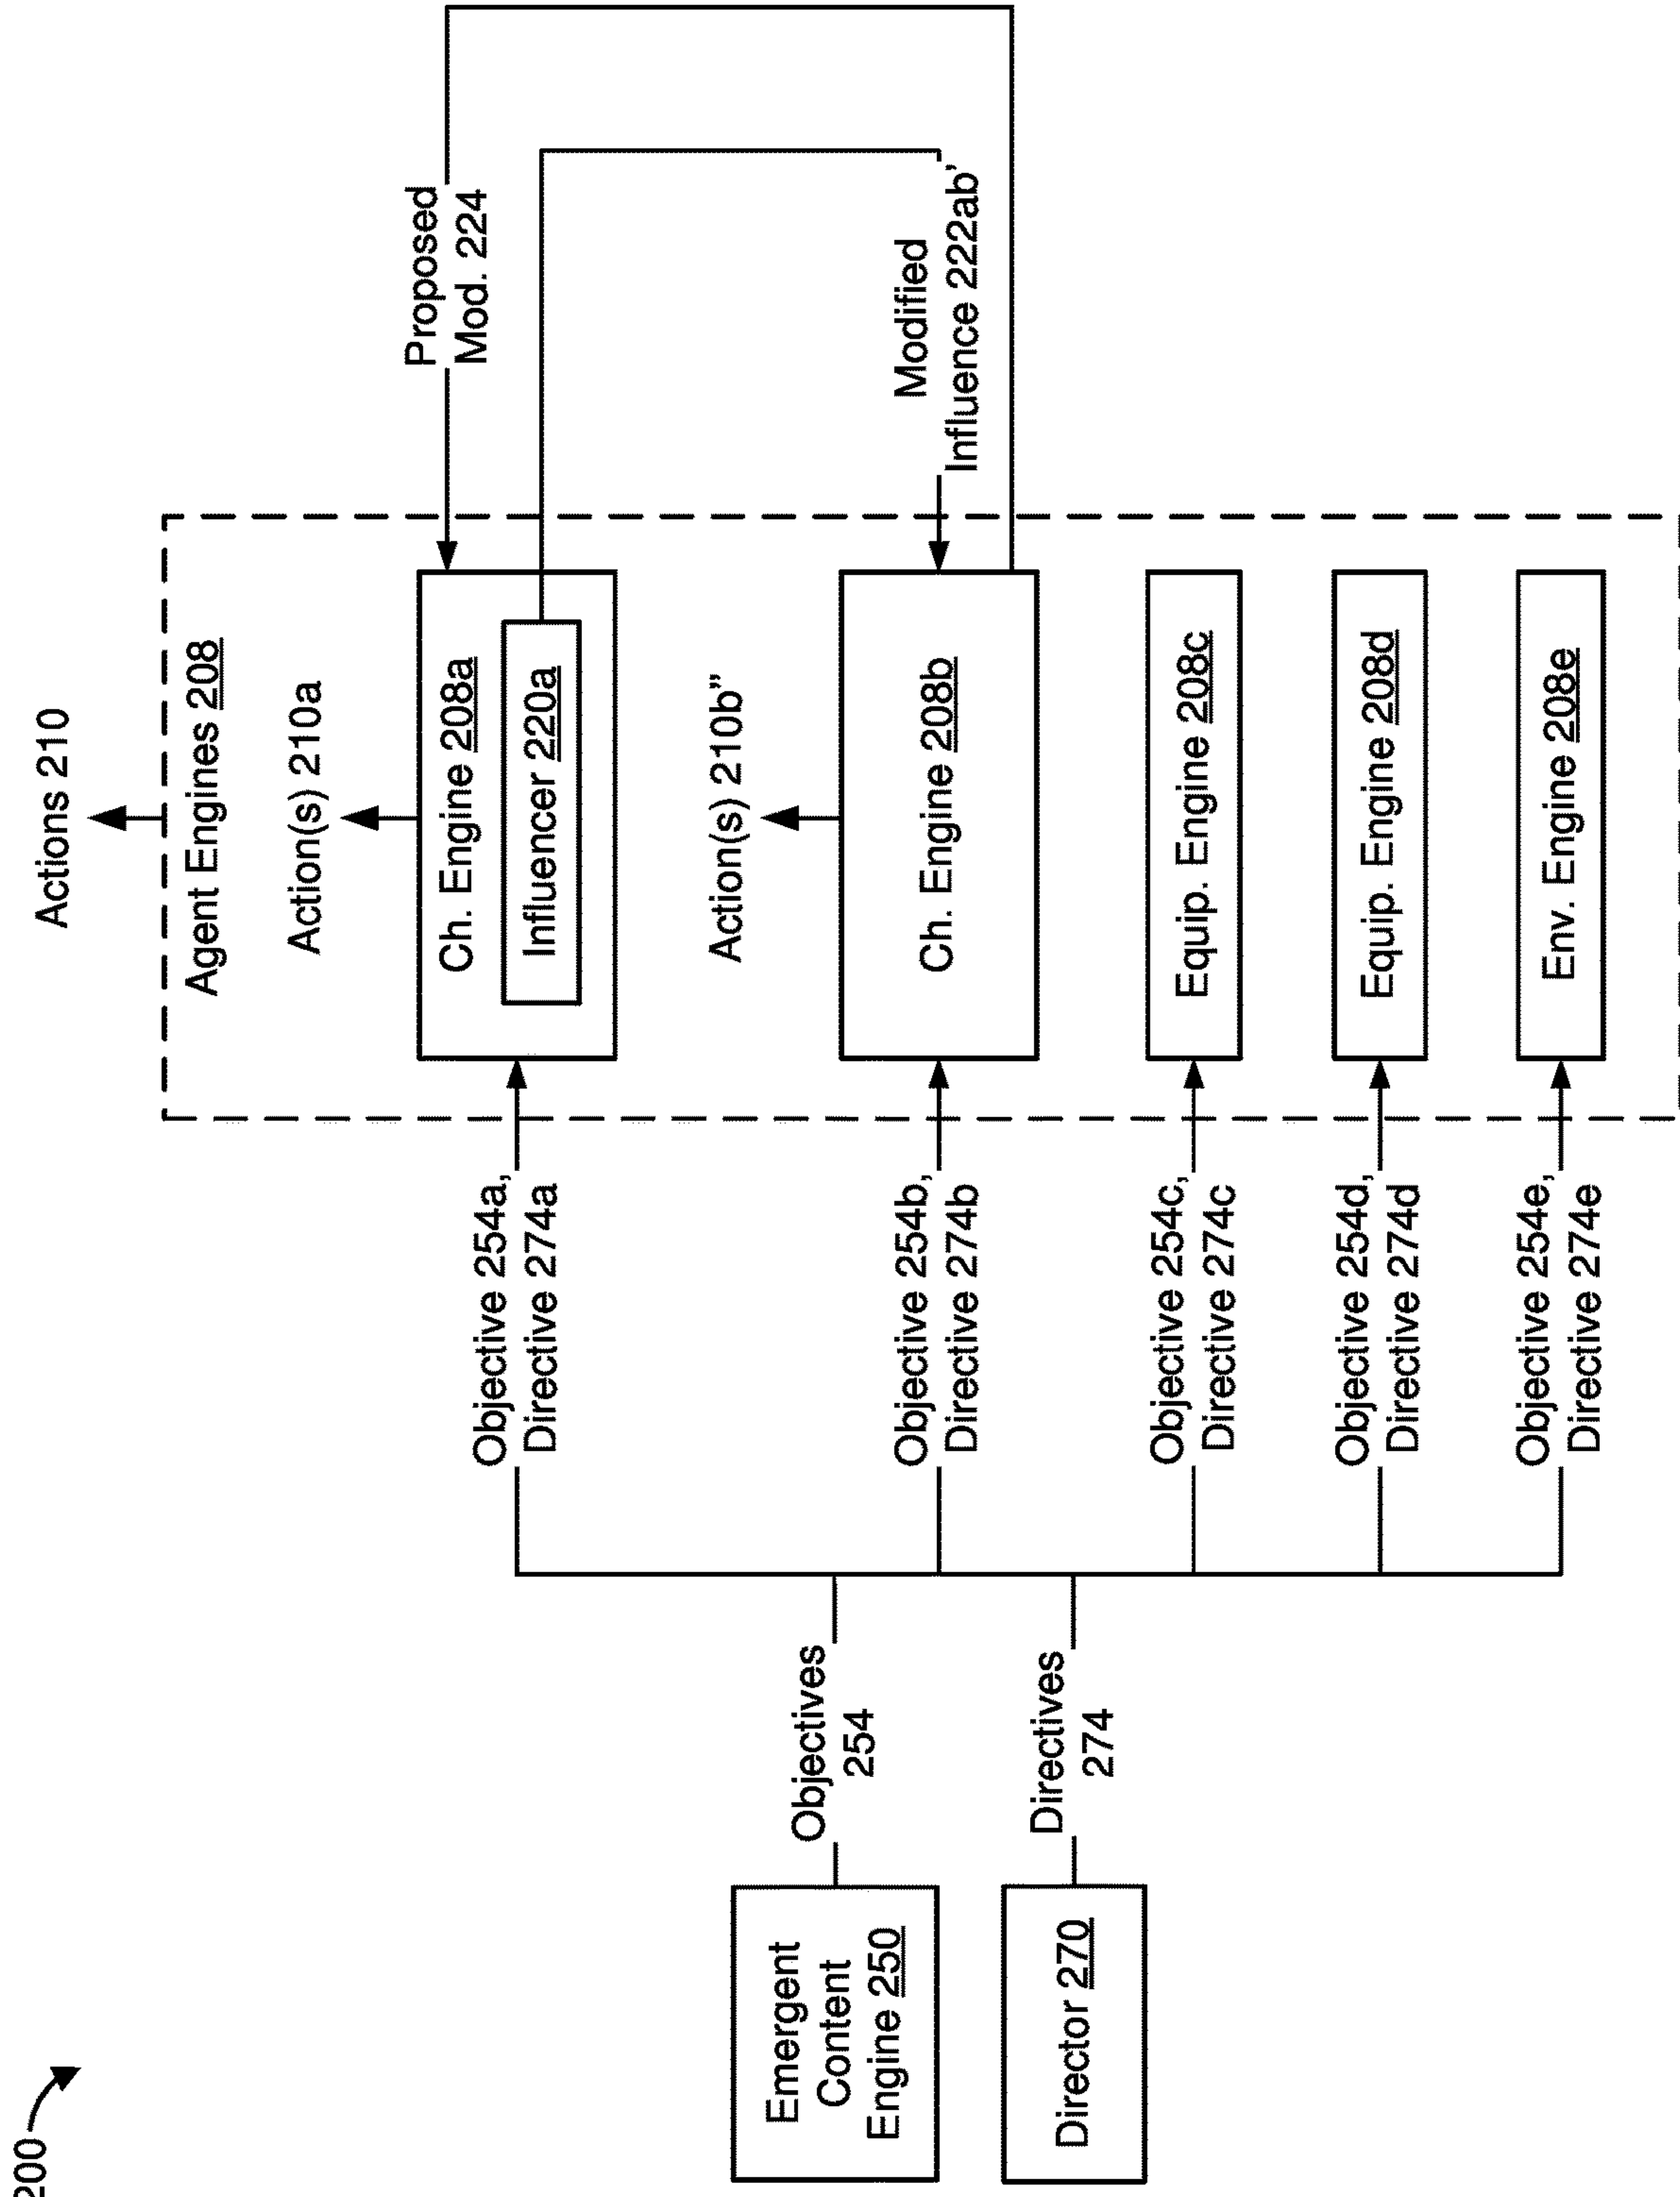 200
Emergent
Content
Engine 250
Director 270
Objectives
254
Directives
274
Objective 254a,
Directive 274a
Objective 254b,
Directive 274b
Objective 254c,
Directive 274c
Objective 254d,
Directive 274d
Objective 254e,
Directive 274e
Actions 210
Agent Engines 208
Action(s) 210a
Ch. Engine 208a
Influencer 220a
Action(s) 210b”
Ch. Engine 208b
Equip. Engine 208c
Equip. Engine 208d
Env. Engine 208e
Proposed
Mod. 224
Modified
Influence 222ab’